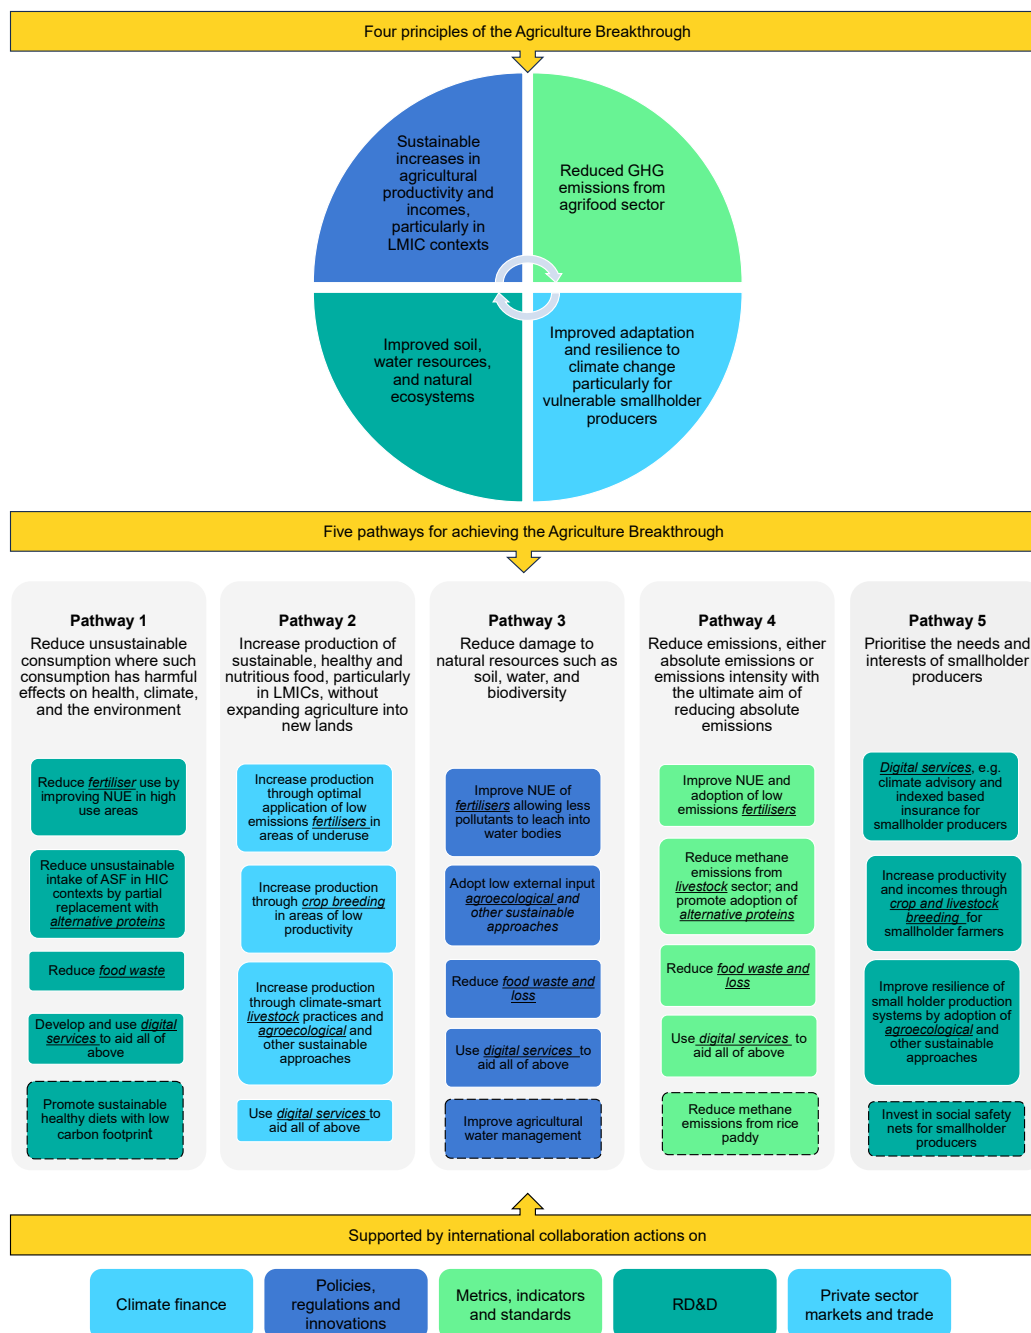 Four principles of the Agriculture Breakthrough
Sustainable
increases in
agricultural
productivity and
incomes,
particularly in
LMIC contexts
Reduced GHG
emissions from
agrifood sector
Improved soil,
water resources,
and natural
ecosystems
Improved adaptation
and resilience to
climate change
particularly for
vulnerable smallholder
producers
Five pathways for achieving the Agriculture Breakthrough
Pathway 1
Reduce unsustainable
consumption where such
consumption has harmful
effects on health, climate,
and the environment
Reduce fertiliser use by
improving NUE in high
use areas
Reduce unsustainable
intake of ASF in HIC
contexts by partial
replacement with
alternative proteins
Reduce food waste
Develop and use digital
services to aid all of
above
Promote sustainable
healthy diets with low
carbon footprint
Pathway 2
Increase production of
sustainable, healthy and
nutritious food, particularly
in LMICs, without
expanding agriculture into
new lands
Increase production
through optimal
application of low
emissions fertilisers in
areas of underuse
Increase production
through crop breeding
in areas of low
productivity
Increase production
through climate-smart
livestock practices and
agroecological and
other sustainable
approaches
Use digital services to
aid all of above
Pathway 3
Reduce damage to
natural resources such as
soil, water, and
biodiversity
Improve NUE of
fertilisers allowing less
pollutants to leach into
water bodies
Adopt low external input
agroecological and
other sustainable
approaches
Reduce food waste and
loss
Use digital services to
aid all of above
Improve agricultural
water management
Pathway 4
Reduce emissions, either
absolute emissions or
emissions intensity with
the ultimate aim of
reducing absolute
emissions
Improve NUE and
adoption of low
emissions fertilisers
Reduce methane
emissions from
livestock sector; and
promote adoption of
alternative proteins
Reduce food waste and
loss
Use digital services to
aid all of above
Reduce methane
emissions from rice
paddy
Pathway 5
Prioritise the needs and
interests of smallholder
producers
Digital services, e.g.
climate advisory and
indexed based
insurance for
smallholder producers
Increase productivity
and incomes through
crop and livestock
breeding for
smallholder farmers
Improve resilience of
small holder production
systems by adoption of
agroecological and
other sustainable
approaches
Invest in social safety
nets for smallholder
producers
Supported by international collaboration actions on
Climate finance
Policies,
regulations and
innovations
Metrics, indicators
and standards
RD&D
Private sector
markets and trade